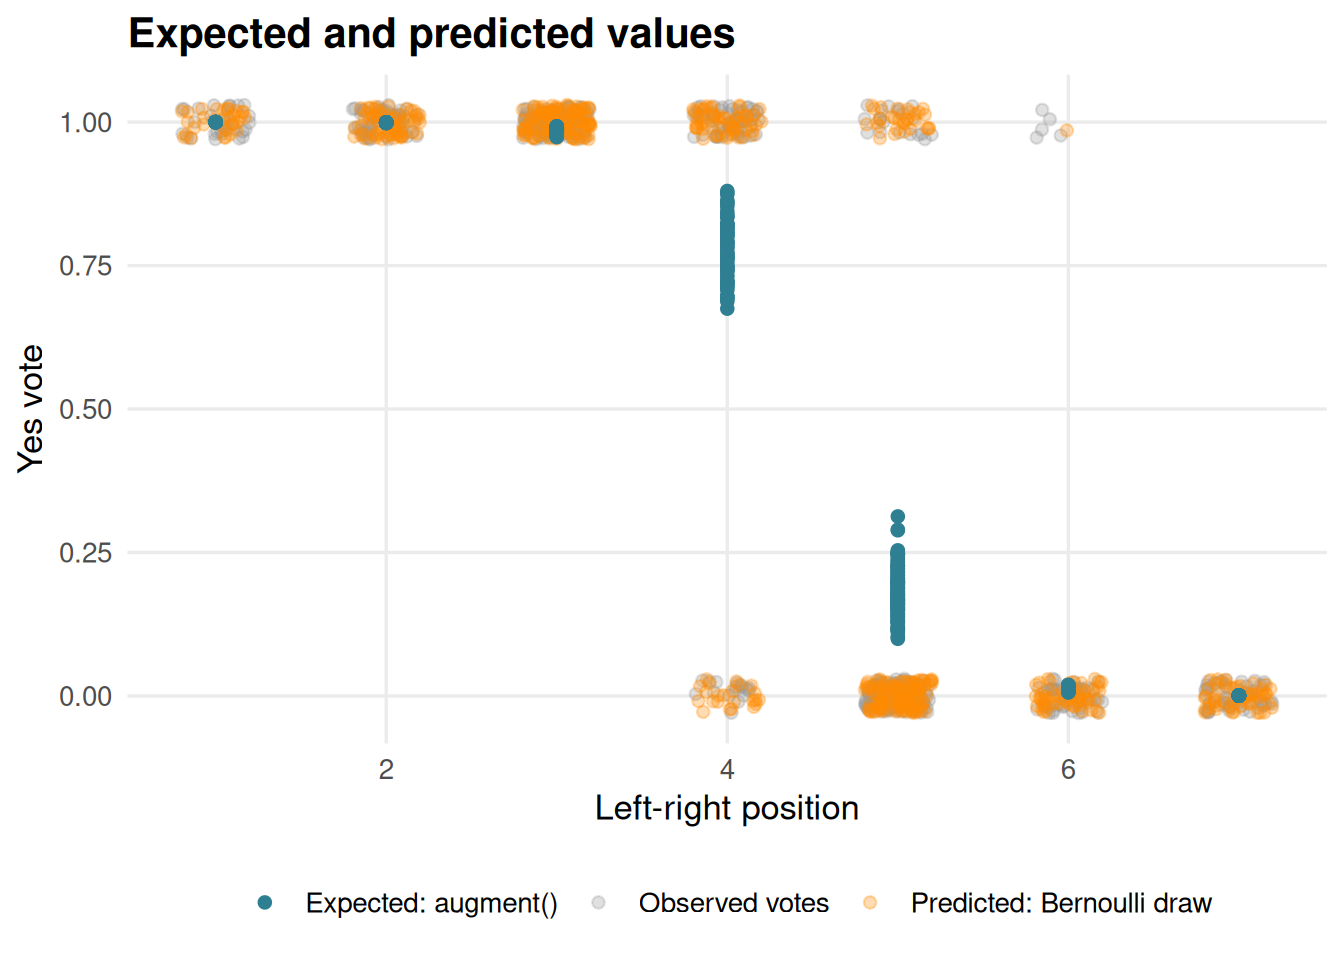 Expected and predicted values
Yes vote
1.00
0.75
0.50
0.25
0.00
2 4 6
Left-right position
Expected: augment() Observed votes Predicted: Bernoulli draw